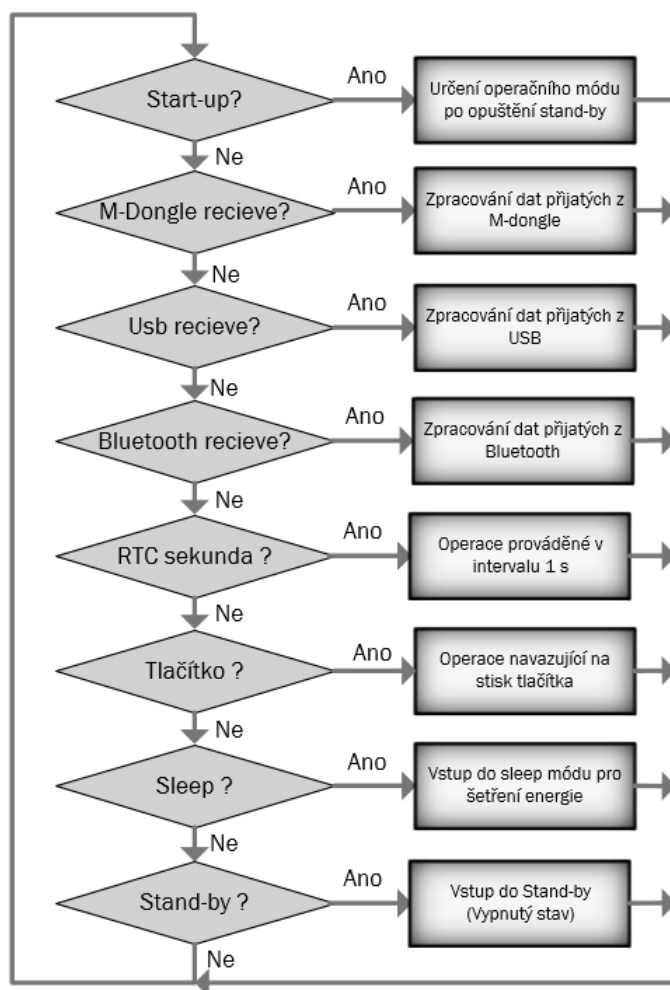 Start-up?
Ano
Určení operačního módu
po opuštění stand-by
Ne
M-Dongle recieve?
Ano
Zpracování dat přijatých z
M-dongle
Ne
Usb recieve?
Ano
Zpracování dat přijatých z
USB
Ne
Bluetooth recieve?
Ano
Zpracování dat přijatých z
Bluetooth
Ne
RTC sekunda ?
Ano
Operace prováděné v
intervalu 1 s
Ne
Tlačítko ?
Ano
Operace navazující na
stisk tlačítka
Ne
Sleep ?
Ano
Vstup do sleep módu pro
šetření energie
Ne
Stand-by ?
Ano
Vstup do Stand-by
(Vypnutý stav)
Ne